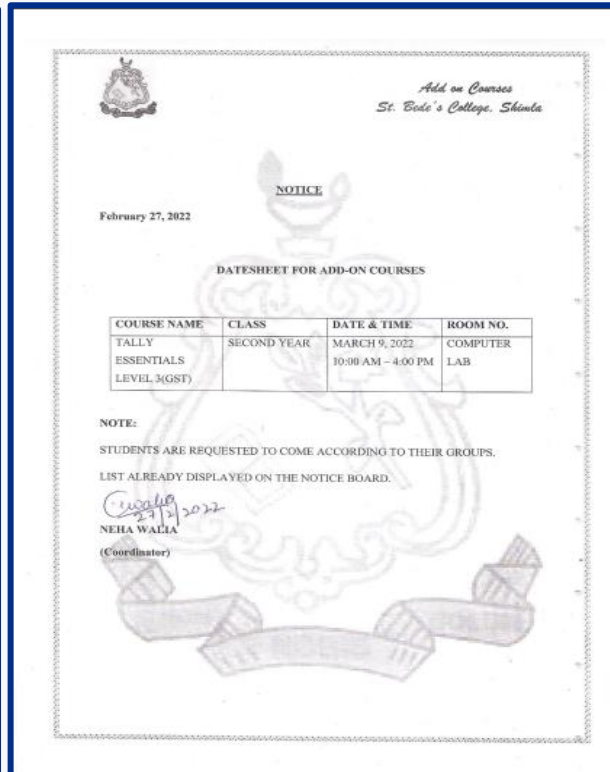 Add on Courses
St. Bede's College, Shimla
NOTICE
February 27, 2022
DATESHEET FOR ADD-ON COURSES
COURSE NAME CLASS DATE & TIME ROOM NO.
TALLY SECOND YEAR MARCH 9, 2022 COMPUTER
ESSENTIALS 10:00 AM – 4:00 PM LAB
LEVEL 3(GST)
NOTE:
STUDENTS ARE REQUESTED TO COME ACCORDING TO THEIR GROUPS.
LIST ALREADY DISPLAYED ON THE NOTICE BOARD.
27/2/2022
NEHA WALIA
(Coordinator)